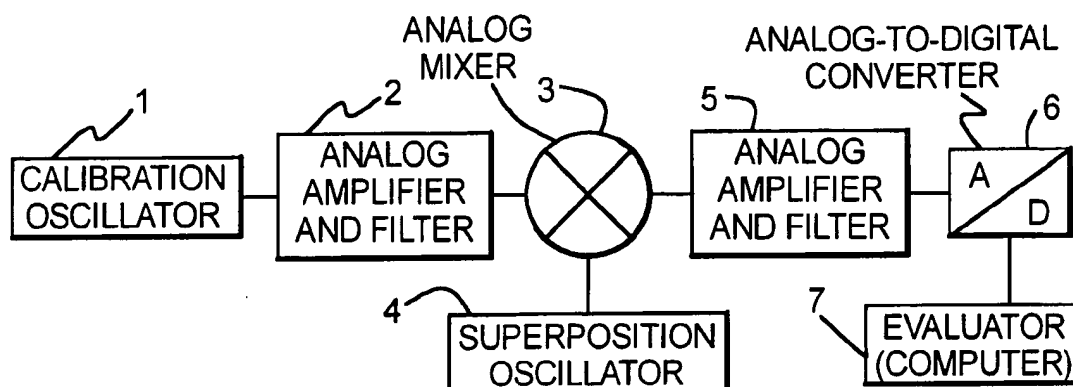 ANALOG
MIXER
ANALOG-TO-DIGITAL
CONVERTER
1
2
3
5
6
CALIBRATION
OSCILLATOR
ANALOG
AMPLIFIER
AND FILTER
ANALOG
AMPLIFIER
AND FILTER
A
D
4
SUPERPOSITION
OSCILLATOR
7
EVALUATOR
(COMPUTER)